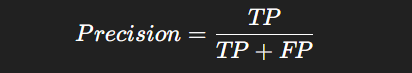 Precision = TP / TP + FP